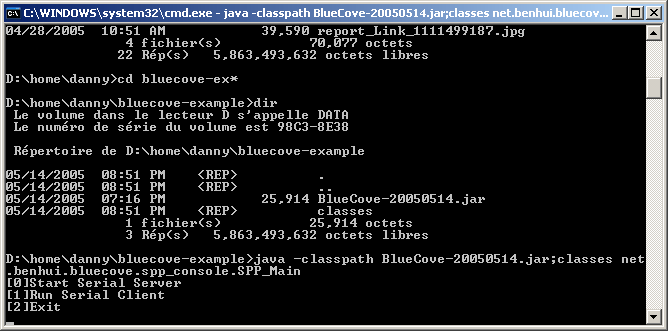 C:\WINDOWS\system32\cmd.exe - java -classpath BlueCove-20050514.jar;classes net.benhui.bluecov...
04/28/2005  10:51 AM            39,590 report_Link_1111499187.jpg
               4 fichier(s)           70,077 octets
              22 Rép(s)   5,863,493,632 octets libres
D:\home\danny>cd bluecove-ex*
D:\home\danny\bluecove-example>dir
 Le volume dans le lecteur D s'appelle DATA
 Le numéro de série du volume est 98C3-8E38
 Répertoire de D:\home\danny\bluecove-example
05/14/2005  08:51 PM    <REP>          .
05/14/2005  08:51 PM    <REP>          ..
05/14/2005  07:16 PM            25,914 BlueCove-20050514.jar
05/14/2005  08:51 PM    <REP>          classes
               1 fichier(s)           25,914 octets
               3 Rép(s)   5,863,493,632 octets libres
D:\home\danny\bluecove-example>java -classpath BlueCove-20050514.jar;classes net
.benhui.bluecove.spp_console.SPP_Main
[0]Start Serial Server
[1]Run Serial Client
[2]Exit